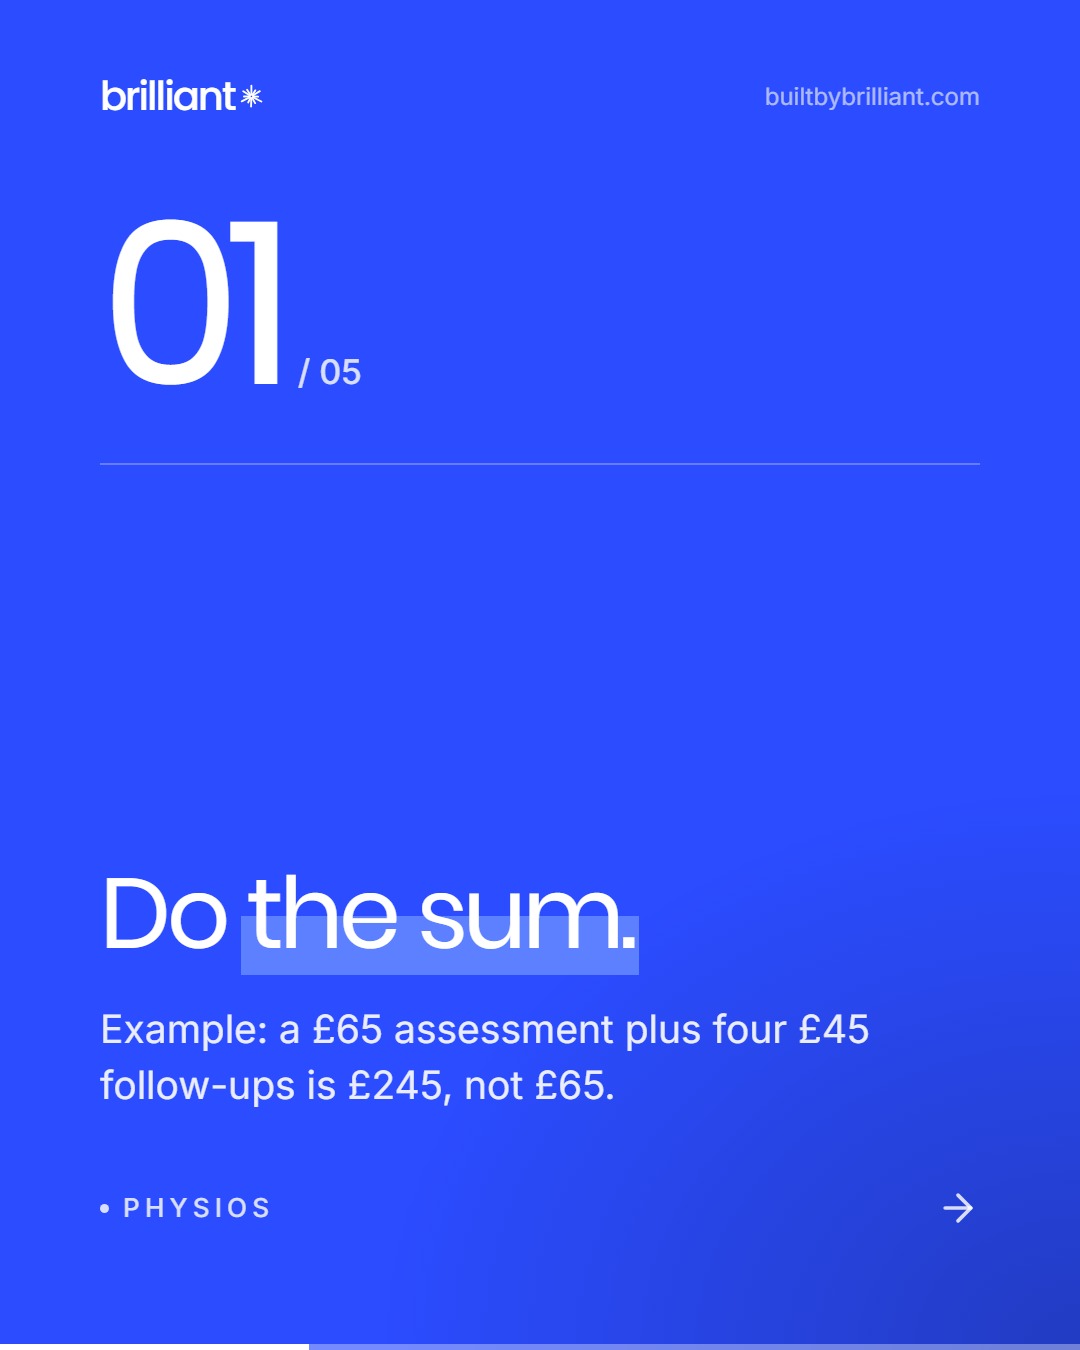 brilliant
builtbybrilliant.com
01 / 05
Do the sum.
Example: a £65 assessment plus four £45
follow-ups is £245, not £65.
• PHYSIOS